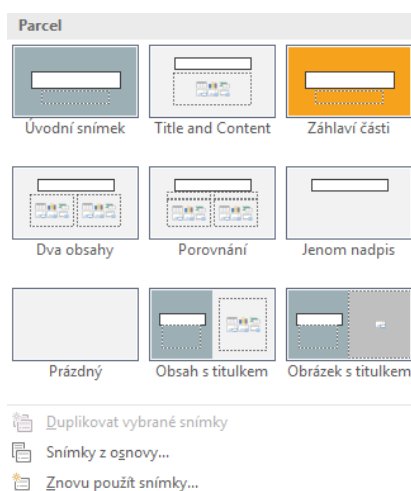 Parcel
Úvodní snímek
Title and Content
Záhlaví části
Dva obsahy
Porovnání
Jenom nadpis
Prázdný
Obsah s titulkem
Obrázek s titulkem
Duplikovat vybrané snímky
Snímky z osnovy...
Znovu použít snímky...